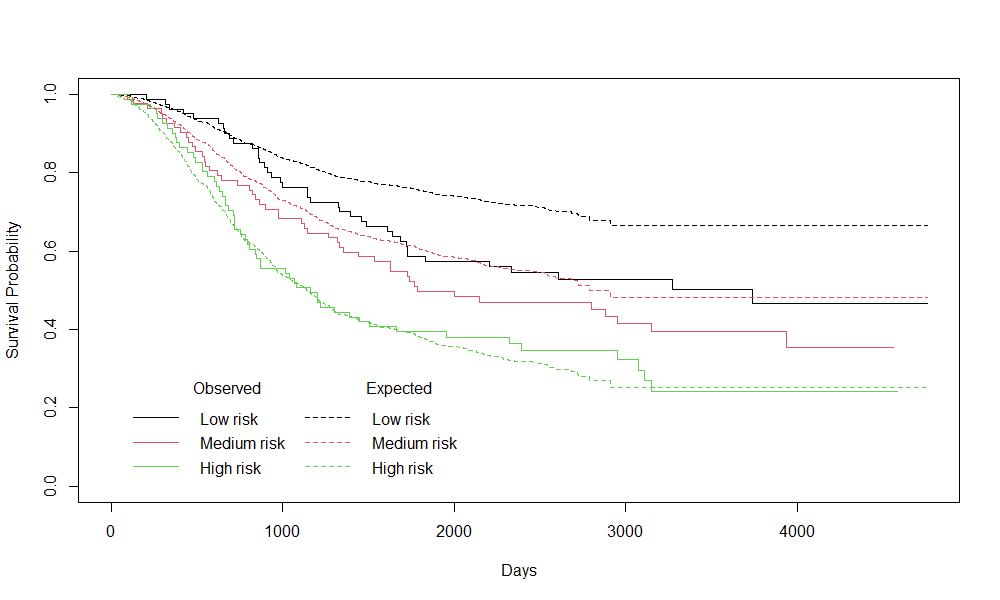 Survival Probability
1.0
0.8
0.6
0.4
0.2
0.0
Observed Expected
Low risk Low risk
Medium risk Medium risk
High risk High risk
0 1000 2000 3000 4000
Days